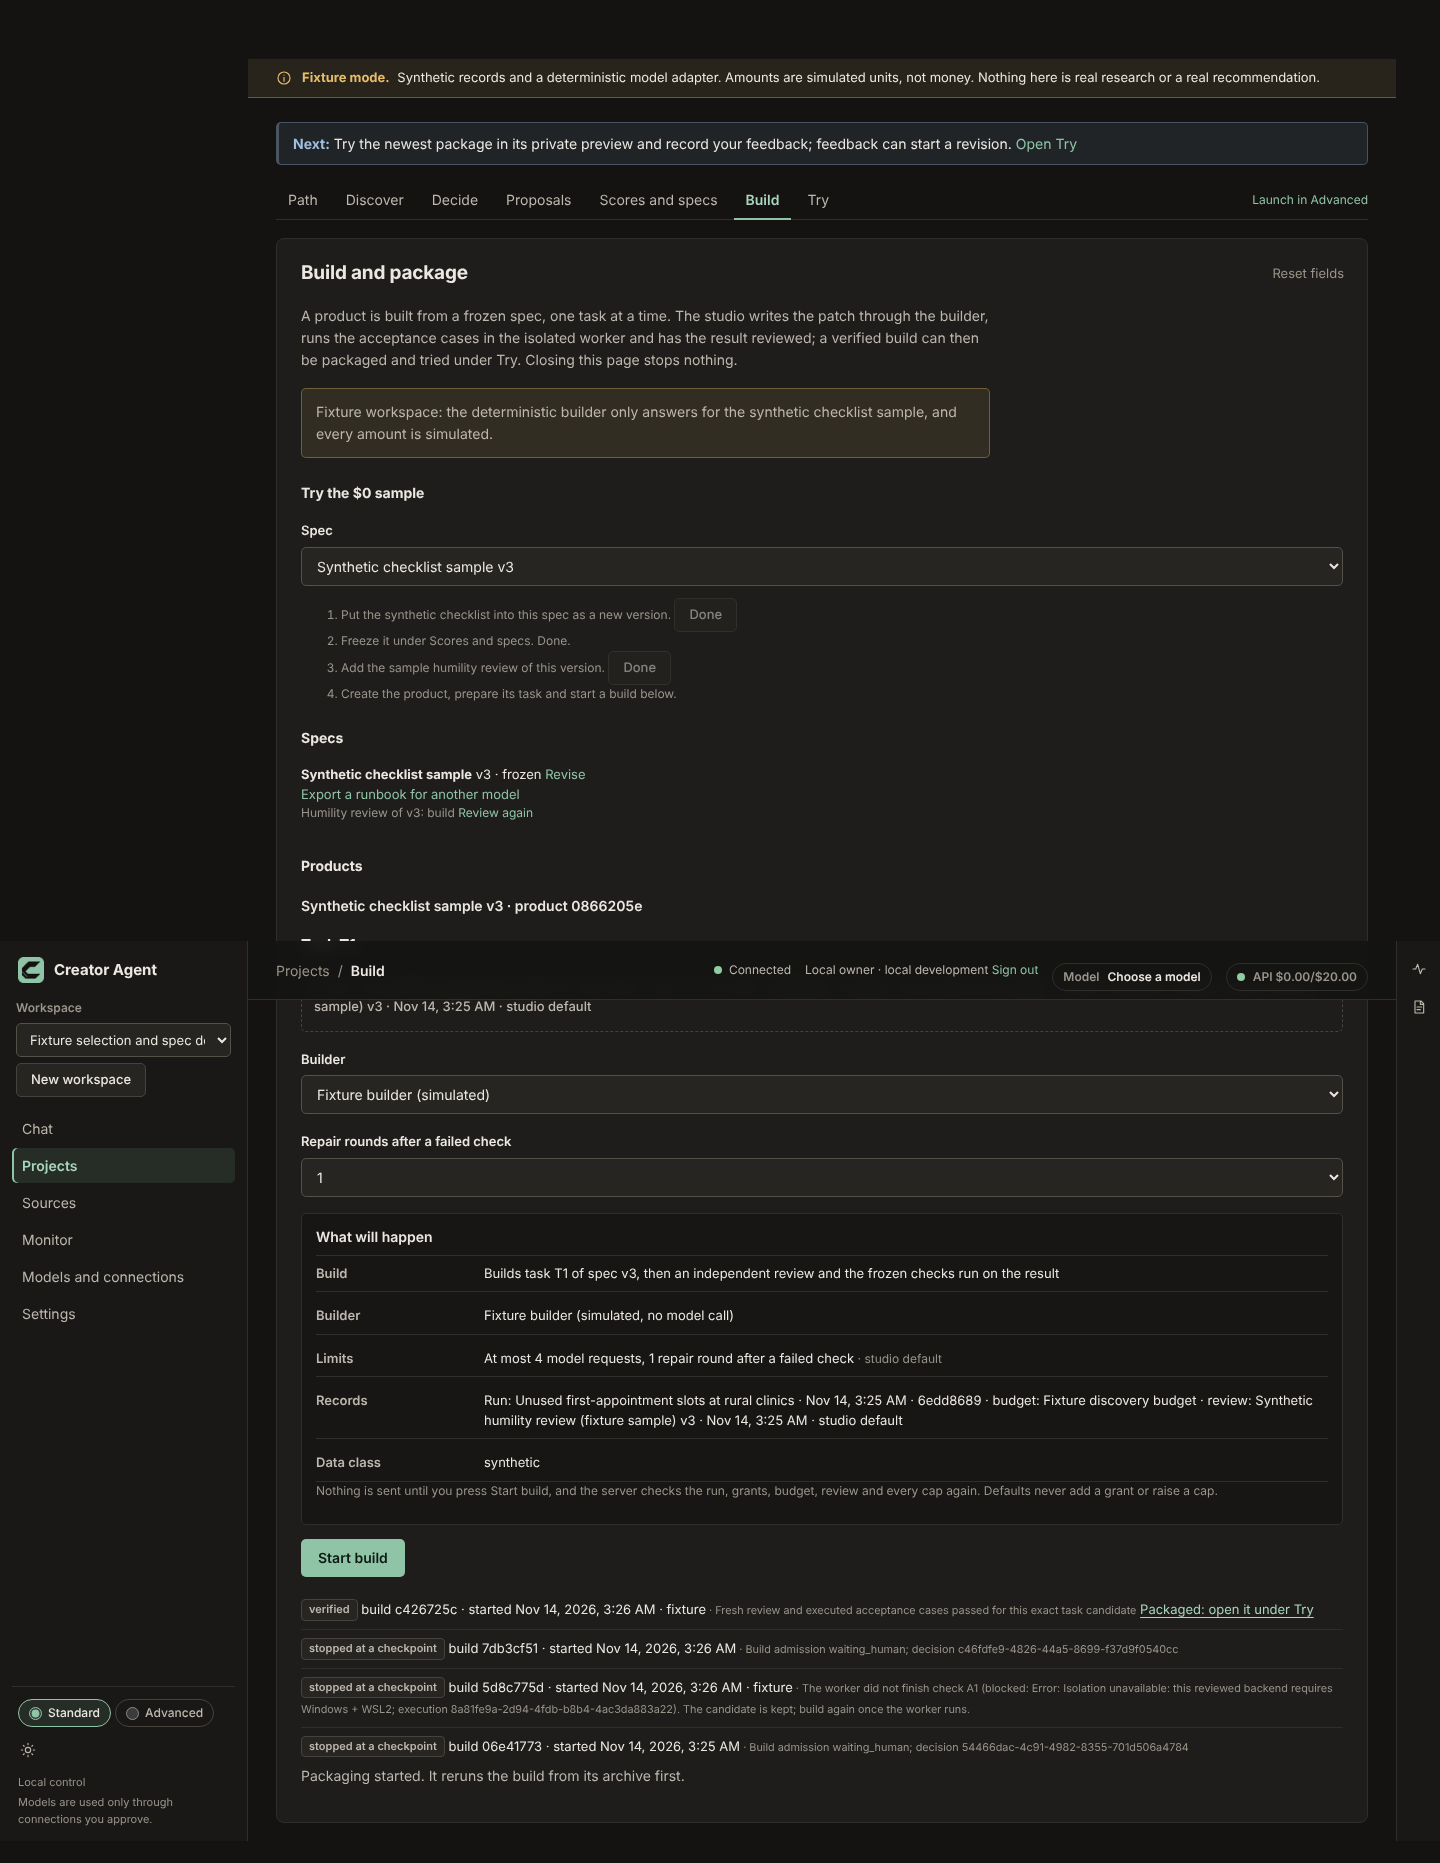 Fixture mode. Synthetic records and a deterministic model adapter. Amounts are simulated units, not money. Nothing here is real research or a real recommendation.
Next: Try the newest package in its private preview and record your feedback; feedback can start a revision. Open Try
Path Discover Decide Proposals Scores and specs Build Try Launch in Advanced
Build and package Reset fields
A product is built from a frozen spec, one task at a time. The studio writes the patch through the builder,
runs the acceptance cases in the isolated worker and has the result reviewed; a verified build can then
be packaged and tried under Try. Closing this page stops nothing.
Fixture workspace: the deterministic builder only answers for the synthetic checklist sample, and
every amount is simulated.
Try the $0 sample
Spec
Synthetic checklist sample v3
1. Put the synthetic checklist into this spec as a new version. Done
2. Freeze it under Scores and specs. Done.
3. Add the sample humility review of this version. Done
4. Create the product, prepare its task and start a build below.
Specs
Synthetic checklist sample v3 · frozen Revise
Export a runbook for another model
Humility review of v3: build Review again
Products
Synthetic checklist sample v3 · product 0866205e
Creator Agent
Workspace
Fixture selection and spec
New workspace
Chat
Projects
Sources
Monitor
Models and connections
Settings
Standard Advanced
Local control
Models are used only through
connections you approve.
Projects / Build Connected Local owner · local development Sign out Model Choose a model API $0.00/$20.00
sample) v3 · Nov 14, 3:25 AM · studio default
Builder
Fixture builder (simulated)
Repair rounds after a failed check
1
What will happen
Build Builds task T1 of spec v3, then an independent review and the frozen checks run on the result
Builder Fixture builder (simulated, no model call)
Limits At most 4 model requests, 1 repair round after a failed check · studio default
Records Run: Unused first-appointment slots at rural clinics · Nov 14, 3:25 AM · 6edd8689 · budget: Fixture discovery budget · review: Synthetic
humility review (fixture sample) v3 · Nov 14, 3:25 AM · studio default
Data class synthetic
Nothing is sent until you press Start build, and the server checks the run, grants, budget, review and every cap again. Defaults never add a grant or raise a cap.
Start build
verified build c426725c · started Nov 14, 2026, 3:26 AM · fixture · Fresh review and executed acceptance cases passed for this exact task candidate Packaged: open it under Try
stopped at a checkpoint build 7db3cf51 · started Nov 14, 2026, 3:26 AM · Build admission waiting_human; decision c46fdfe9-4826-44a5-8699-f37d9f0540cc
stopped at a checkpoint build 5d8c775d · started Nov 14, 2026, 3:26 AM · fixture · The worker did not finish check A1 (blocked: Error: Isolation unavailable: this reviewed backend requires
Windows + WSL2; execution 8a81fe9a-2d94-4fdb-b8b4-4ac3da883a22). The candidate is kept; build again once the worker runs.
stopped at a checkpoint build 06e41773 · started Nov 14, 2026, 3:25 AM · Build admission waiting_human; decision 54466dac-4c91-4982-8355-701d506a4784
Packaging started. It reruns the build from its archive first.